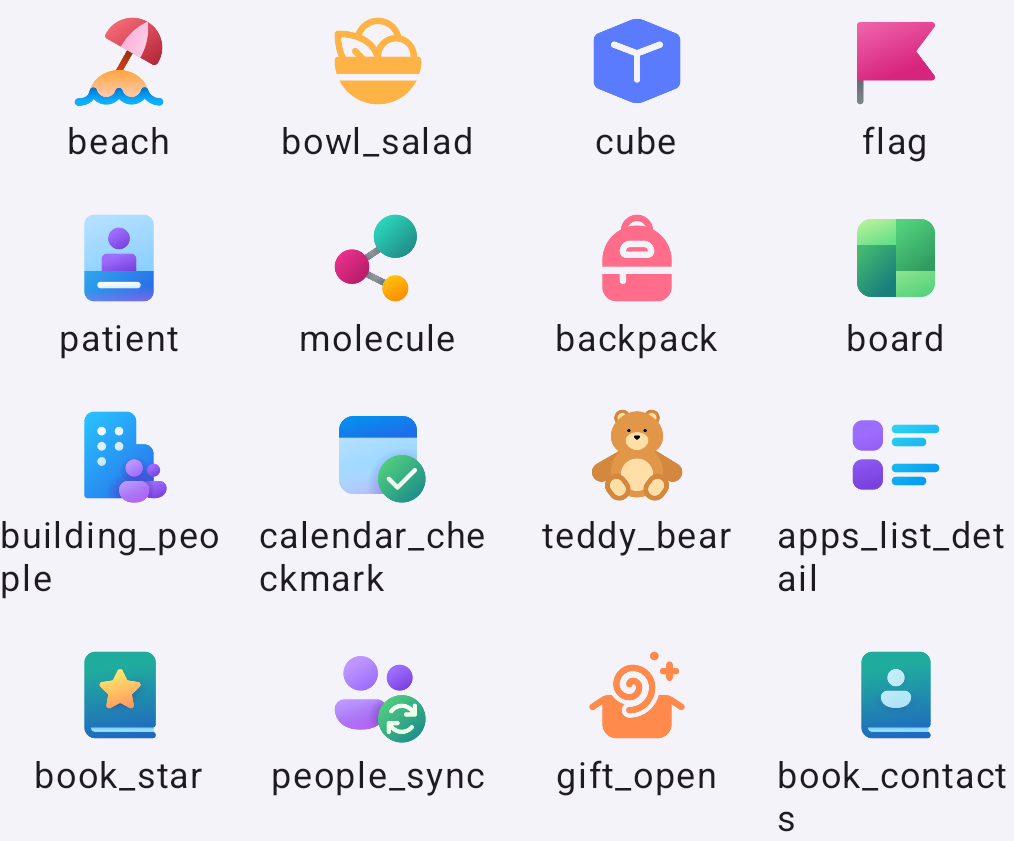 beach
bowl_salad
cube
flag
patient
molecule
backpack
board
building_peo
ple
calendar_che
ckmark
teddy_bear
apps_list_det
ail
book_star
people_sync
gift_open
book_contact
s